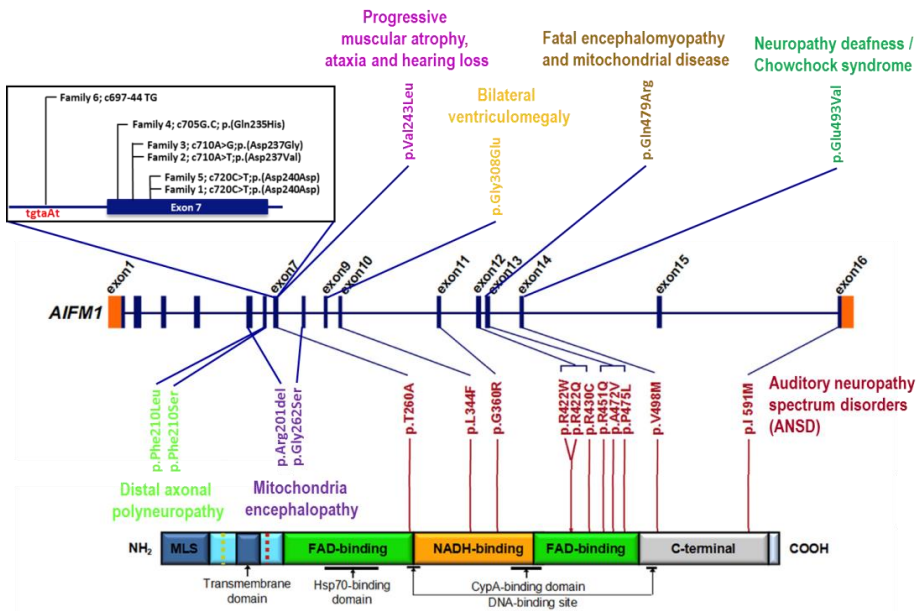 Progressive
muscular atrophy,
ataxia and hearing loss
Fatal encephalomyopathy
and mitochondrial disease
Neuropathy deafness /
Chowchock syndrome
Bilateral
ventriculomegaly
p.Val243Leu
p.Gly308Glu
p.Gln479Arg
p.Glu493Val
Family 6; c697-44 TG
Family 4; c705G.C; p.(Gln235His)
Family 3; c710A>G;p.(Asp237Gly)
Family 2; c710A>T;p.(Asp237Val)
Family 5; c720C>T;p.(Asp240Asp)
Family 1; c720C>T;p.(Asp240Asp)
Exon 7
tgtaAt
exon1
exon7
exon9
exon10
exon11
exon12
exon13
exon14
exon15
exon16
AIFM1
p.Phe210Leu
p.Phe210Ser
p.Arg201del
p.Gly262Ser
p.T260A
p.L344F
p.G360R
p.R422W
p.R422Q
p.R430C
p.R451Q
p.A472V
p.P475L
p.V498M
p.I 591M
Auditory neuropathy
spectrum disorders
(ANSD)
Distal axonal
polyneuropathy
Mitochondria
encephalopathy
NH2
MLS
FAD-binding
NADH-binding
FAD-binding
C-terminal
COOH
Transmembrane
domain
Hsp70-binding
domain
CypA-binding domain
DNA-binding site